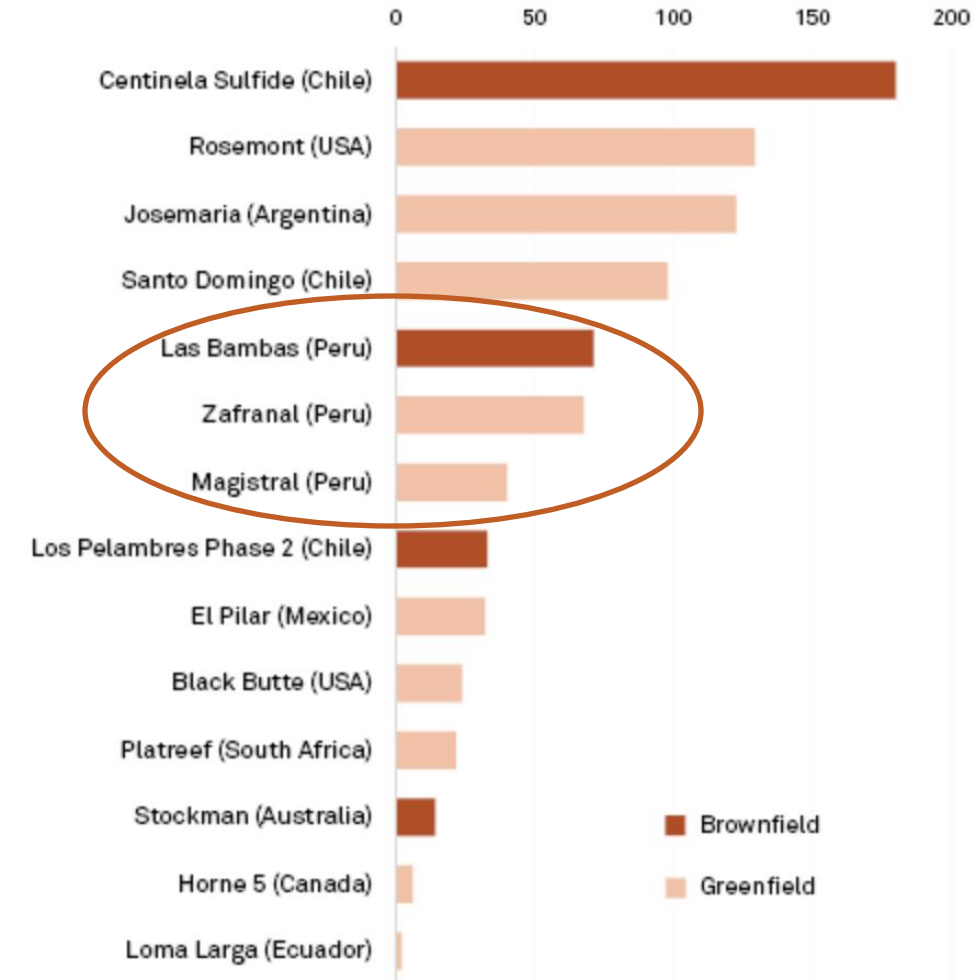 0 50 100 150 200
Centinela Sulfide (Chile)
Rosemont (USA)
Josemaria (Argentina)
Santo Domingo (Chile)
Las Bambas (Peru)
Zafranal (Peru)
Magistral (Peru)
Los Pelambres Phase 2 (Chile)
El Pilar (Mexico)
Black Butte (USA)
Platreef (South Africa)
Stockman (Australia)
Brownfield
Horne 5 (Canada)
Greenfield
Loma Larga (Ecuador)